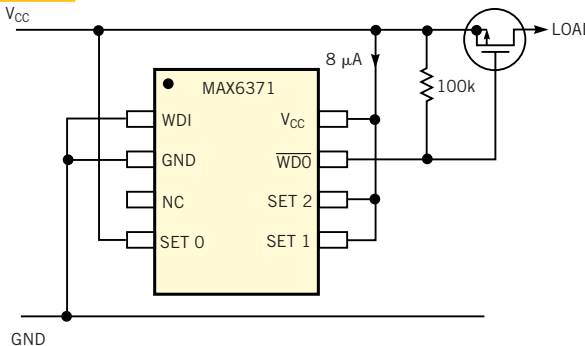 VCC
LOAD
8 µA
MAX6371
100k
WDI
VCC
GND
WDO
NC
SET 2
SET 0
SET 1
GND